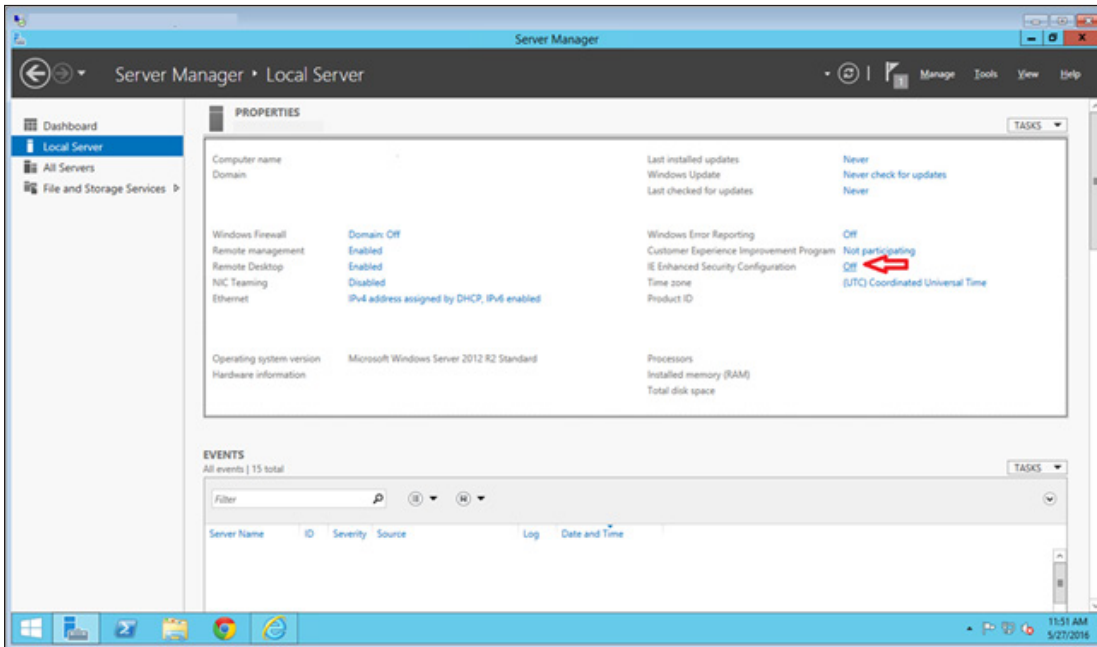 Server Manager
Server Manager • Local Server
1
Manage Tools View Help
Dashboard
Local Server
All Servers
File and Storage Services
PROPERTIES
TASKS
Computer name
Domain
Last installed updates Never
Windows Update Never check for updates
Last checked for updates Never
Windows Firewall Domain: Off
Remote management Enabled
Remote Desktop Enabled
NIC Teaming Disabled
Ethernet IPv4 address assigned by DHCP, IPv6 enabled
Windows Error Reporting Off
Customer Experience Improvement Program Not participating
IE Enhanced Security Configuration Off
Time zone (UTC) Coordinated Universal Time
Product ID
Operating system version Microsoft Windows Server 2012 R2 Standard
Hardware information
Processors
Installed memory (RAM)
Total disk space
EVENTS
All events | 15 total
TASKS
Filter
Server Name ID Severity Source Log Date and Time
11:51 AM
5/27/2016